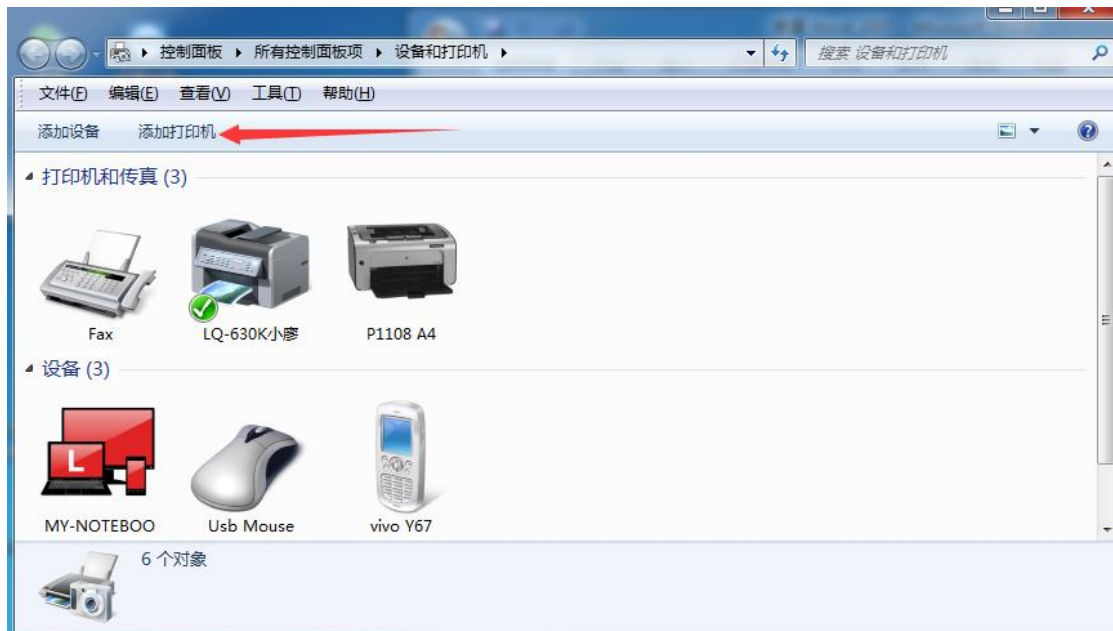 控制面板 ▸ 所有控制面板项 ▸ 设备和打印机 ▸
搜索 设备和打印机
文件(F) 编辑(E) 查看(V) 工具(T) 帮助(H)
添加设备 添加打印机
打印机和传真 (3)
Fax LQ-630K小廖 P1108 A4
设备 (3)
L
MY-NOTEBOO Usb Mouse vivo Y67
6 个对象